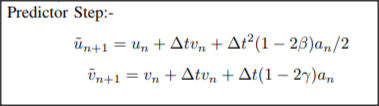 Predictor Step:-
ũₙ₊₁ = uₙ + Δtvₙ + Δt²(1 − 2β)aₙ/2
ṽₙ₊₁ = vₙ + Δtvₙ + Δt(1 − 2γ)aₙ